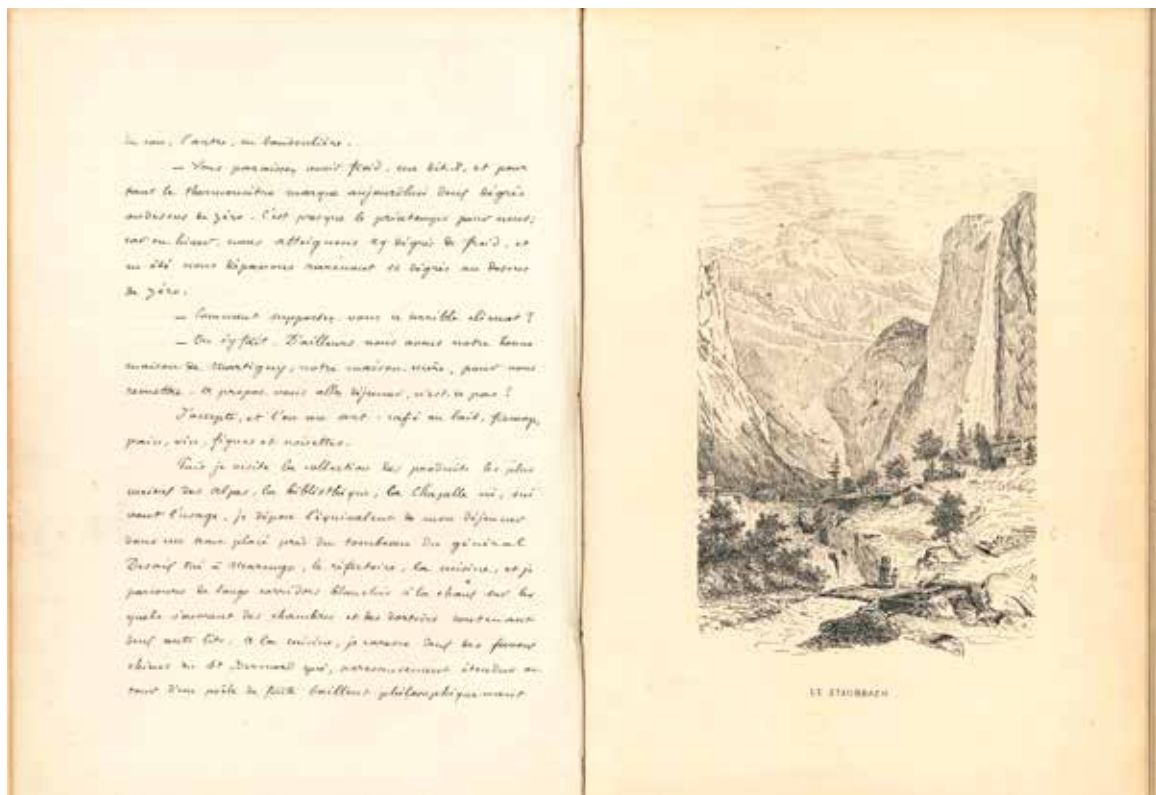 du cou, l'autre, en bandoulière.
— Vous paraissez avoir froid, me dit-il, et pour
tant le thermomètre marque aujourd'hui deux degrés
au dessus de zéro. C'est presque le printemps pour nous;
car en hiver, nous atteignons 29 degrés de froid, et
en été nous dépassons rarement 12 degrés au dessus
de zéro.
— Comment supportez-vous ce terrible climat ?
— On s'y fait. D'ailleurs nous avons notre bonne
maison de Martigny, notre maison-mère, pour nous
remettre. A propos, vous allez déjeuner, n'est-ce pas ?
J'accepte, et l'on me sert : café au lait, fromage,
pain, vin, figues et noisettes.
Puis je visite la collection des produits les plus
curieux des Alpes, la bibliothèque, la Chapelle où, sui
vant l'usage, je dépose l'équivalent de mon déjeuner
dans un tronc placé près du tombeau du général
Desaix tué à Marengo, le réfectoire, la cuisine, et je
parcours de longs corridors blanchis à la chaux sur les
quels s'ouvrent des chambres et des dortoirs contenant
deux cents lits. A la cuisine, je caresse deux des fameux
chiens du St Bernard qui, paresseusement étendus au
tour d'un poêle de fonte baillent philosophiquement
LE STAUBBACH